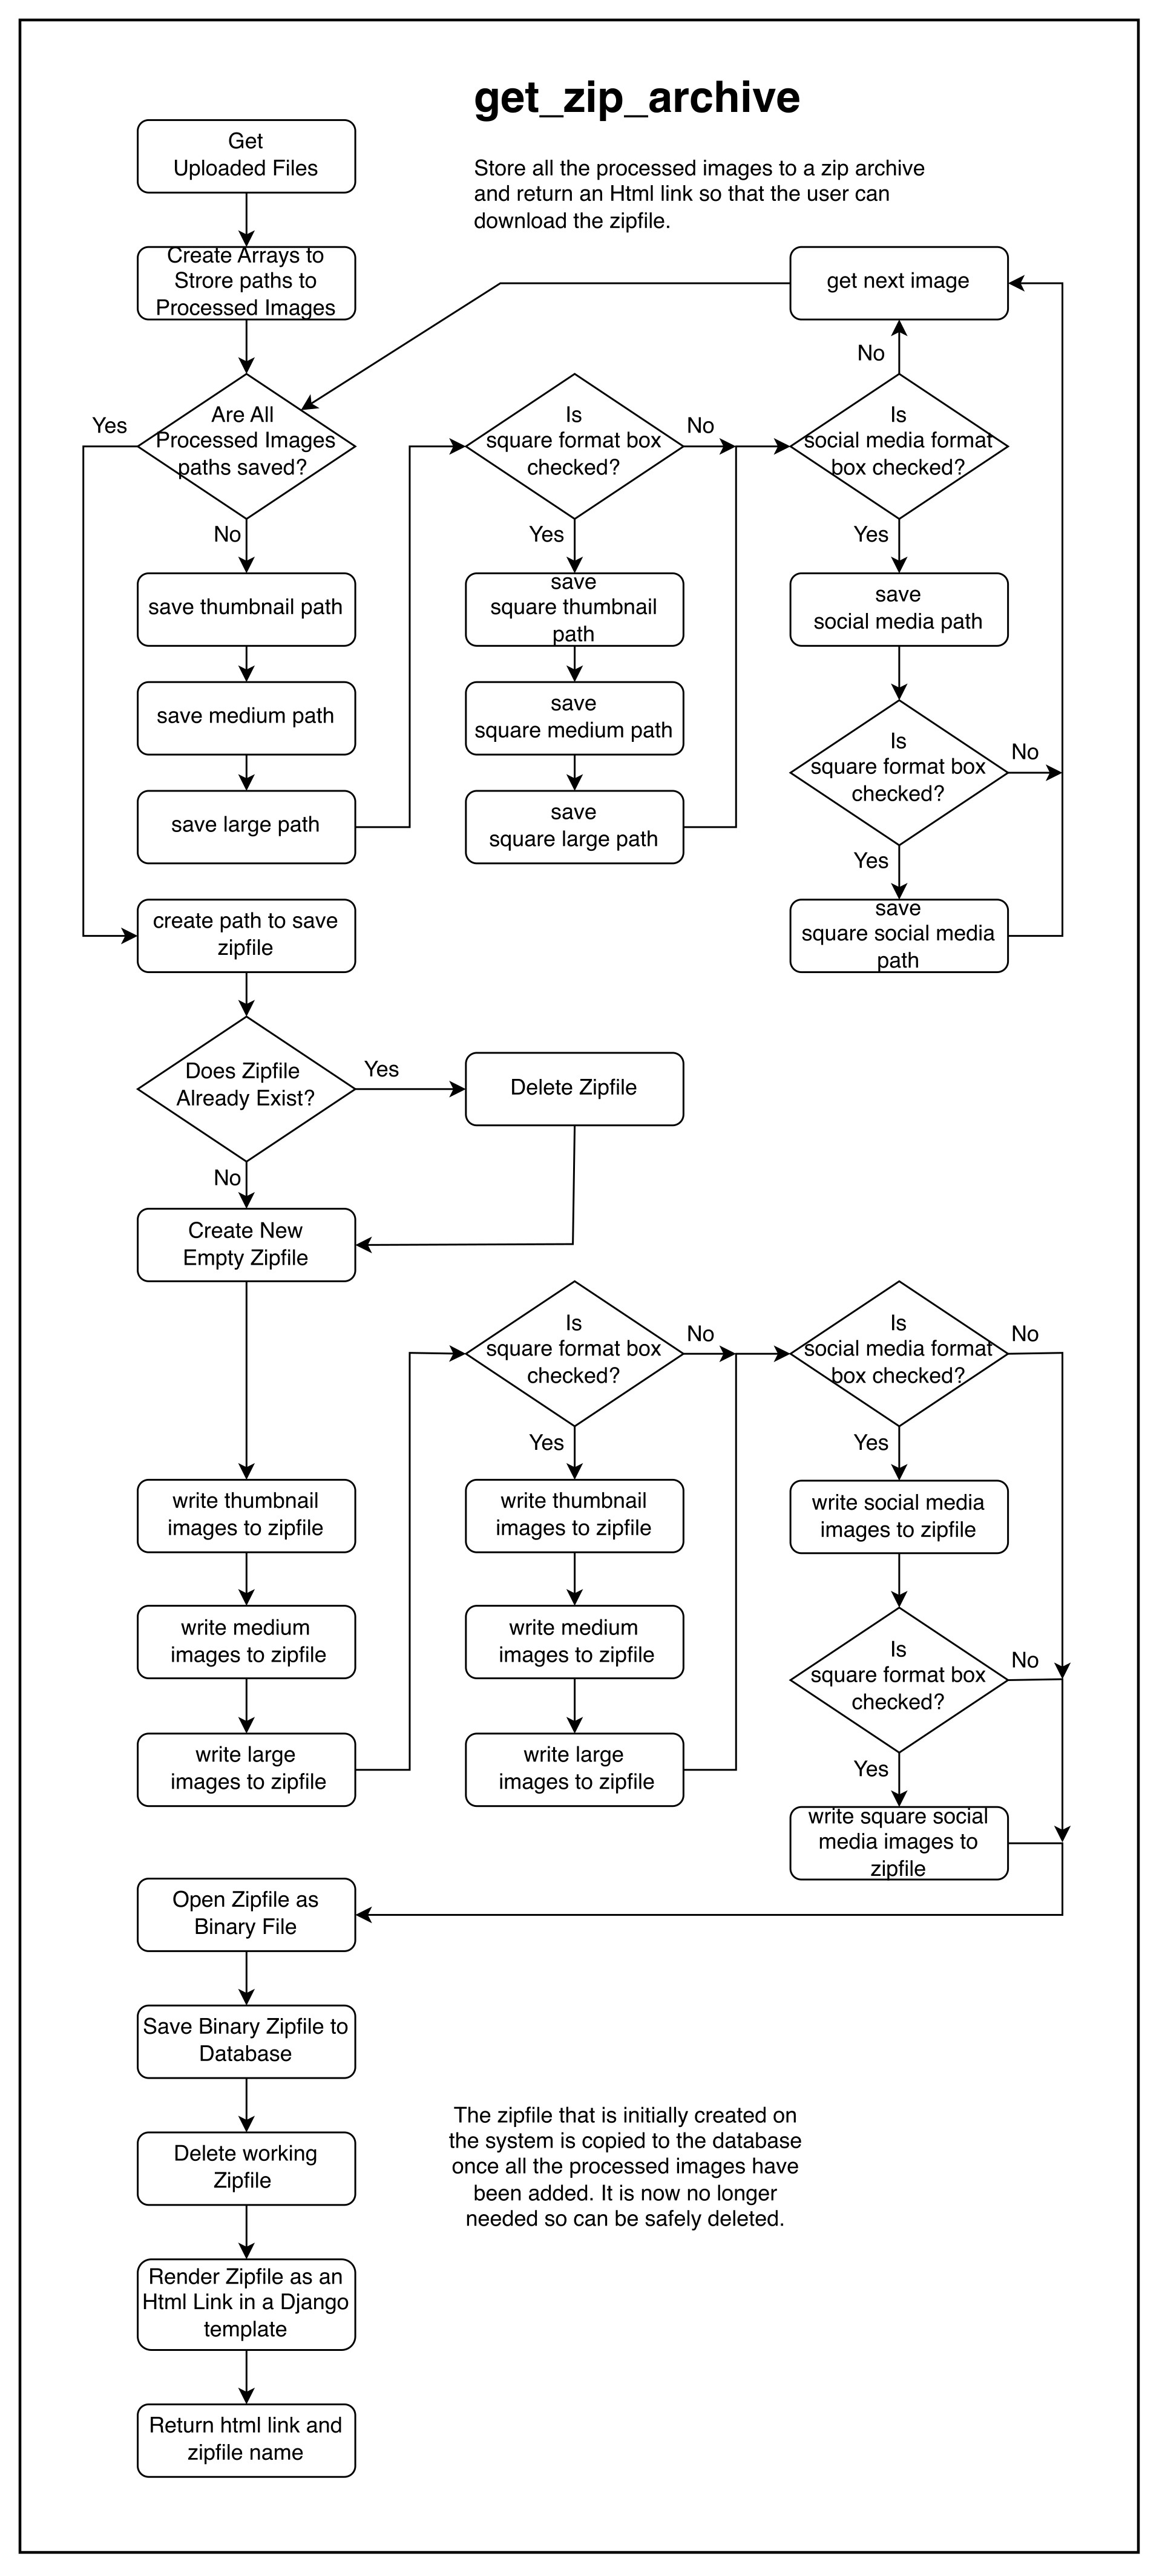 get_zip_archive
Store all the processed images to a zip archive
and return an Html link so that the user can
download the zipfile.
Get
Uploaded Files
Create Arrays to
Strore paths to
Processed Images
get next image
No
Are All
Processed Images
paths saved?
Yes
No
Is
square format box
checked?
No
Yes
Is
social media format
box checked?
Yes
save thumbnail path
save
square thumbnail
path
save
social media path
save medium path
save
square medium path
Is
square format box
checked?
No
Yes
save large path
save
square large path
create path to save
zipfile
save
square social media
path
Does Zipfile
Already Exist?
Yes
No
Delete Zipfile
Create New
Empty Zipfile
Is
square format box
checked?
No
Yes
Is
social media format
box checked?
No
Yes
write thumbnail
images to zipfile
write thumbnail
images to zipfile
write social media
images to zipfile
write medium
images to zipfile
write medium
images to zipfile
Is
square format box
checked?
No
Yes
write large
images to zipfile
write large
images to zipfile
write square social
media images to
zipfile
Open Zipfile as
Binary File
Save Binary Zipfile to
Database
The zipfile that is initially created on
the system is copied to the database
once all the processed images have
been added. It is now no longer
needed so can be safely deleted.
Delete working
Zipfile
Render Zipfile as an
Html Link in a Django
template
Return html link and
zipfile name